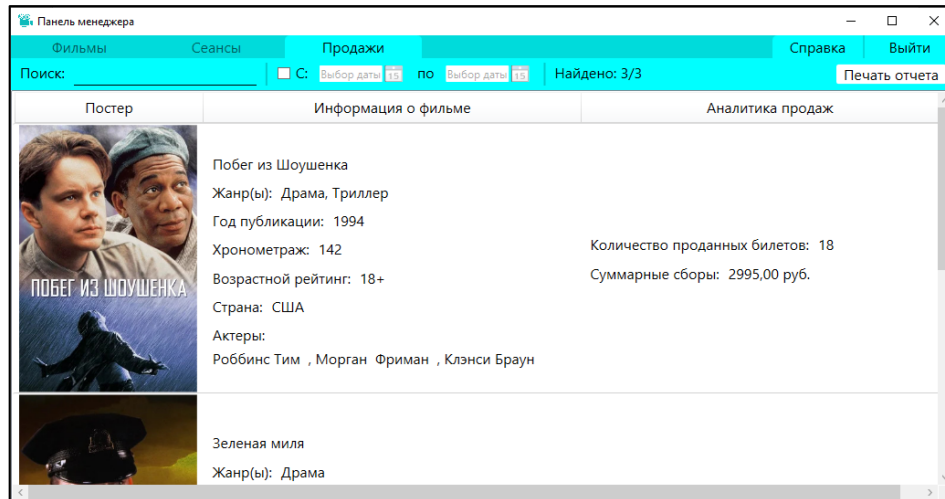 Панель менеджера
Фильмы Сеансы Продажи Справка Выйти
Поиск: С: Выбор даты 15 по Выбор даты 15 Найдено: 3/3 Печать отчета
Постер Информация о фильме Аналитика продаж
Побег из Шоушенка
Жанр(ы): Драма, Триллер
Год публикации: 1994
Хронометраж: 142
Возрастной рейтинг: 18+
Страна: США
Актеры:
Роббинс Тим , Морган Фриман , Клэнси Браун
Количество проданных билетов: 18
Суммарные сборы: 2995,00 руб.
ПОБЕГ ИЗ ШОУШЕНКА
Зеленая миля
Жанр(ы): Драма